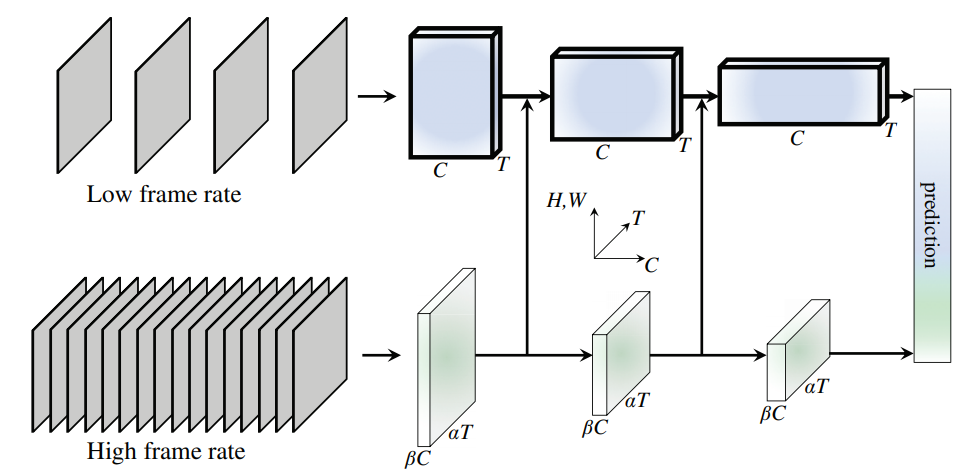 C
T
C
T
C
T
Low frame rate
H,W
T
C
prediction
αT
βC
αT
βC
αT
βC
High frame rate